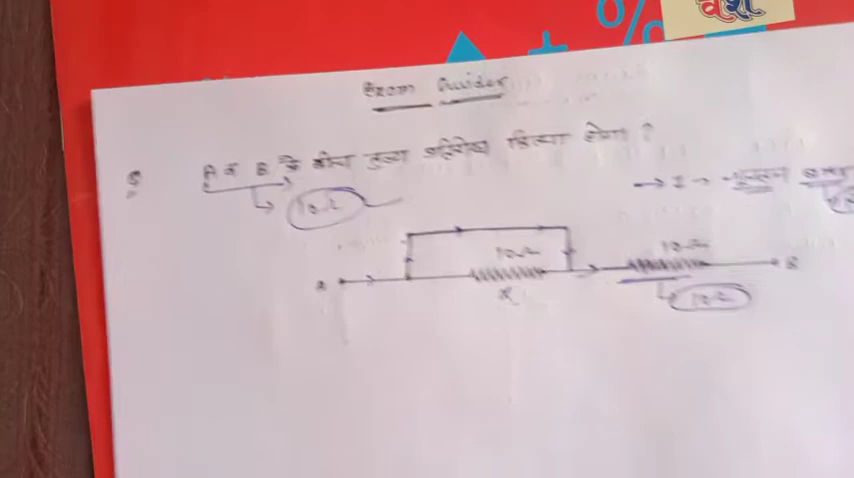 वंश
%
Exam Guider
Q A व B के बीच तुल्य प्रतिरोध कितना होगा ?
10Ω
→ I →
10Ω 10Ω
A B
10Ω